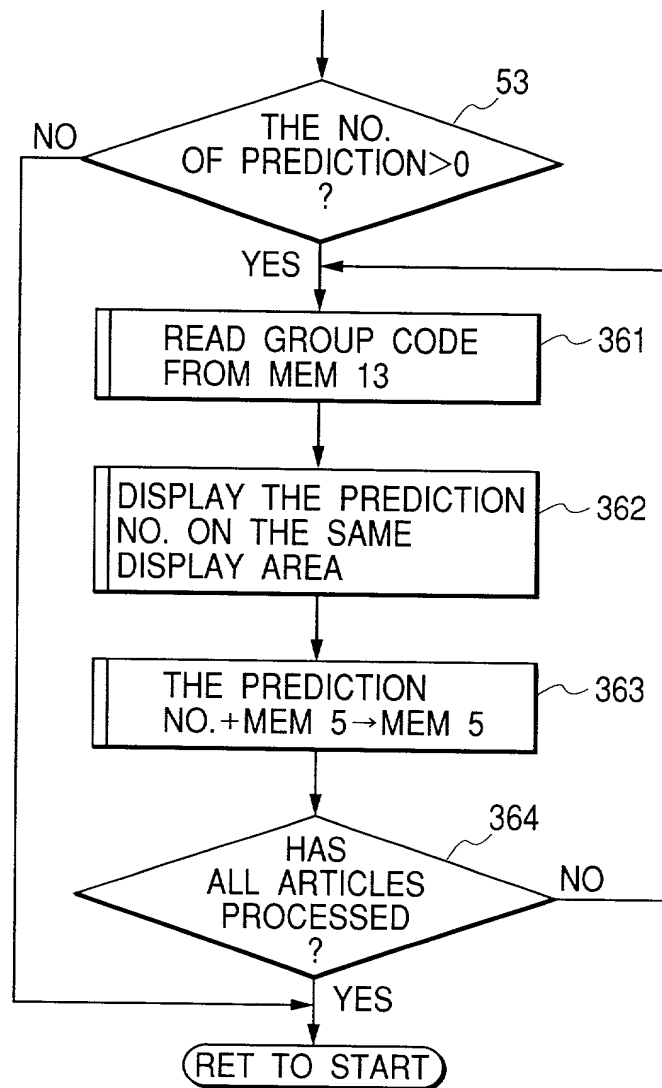 53
NO
THE NO.
OF PREDICTION>0
?
YES
READ GROUP CODE
FROM MEM 13
361
DISPLAY THE PREDICTION
NO. ON THE SAME
DISPLAY AREA
362
THE PREDICTION
NO.+MEM 5→MEM 5
363
364
HAS
ALL ARTICLES
PROCESSED
?
NO
YES
RET TO START